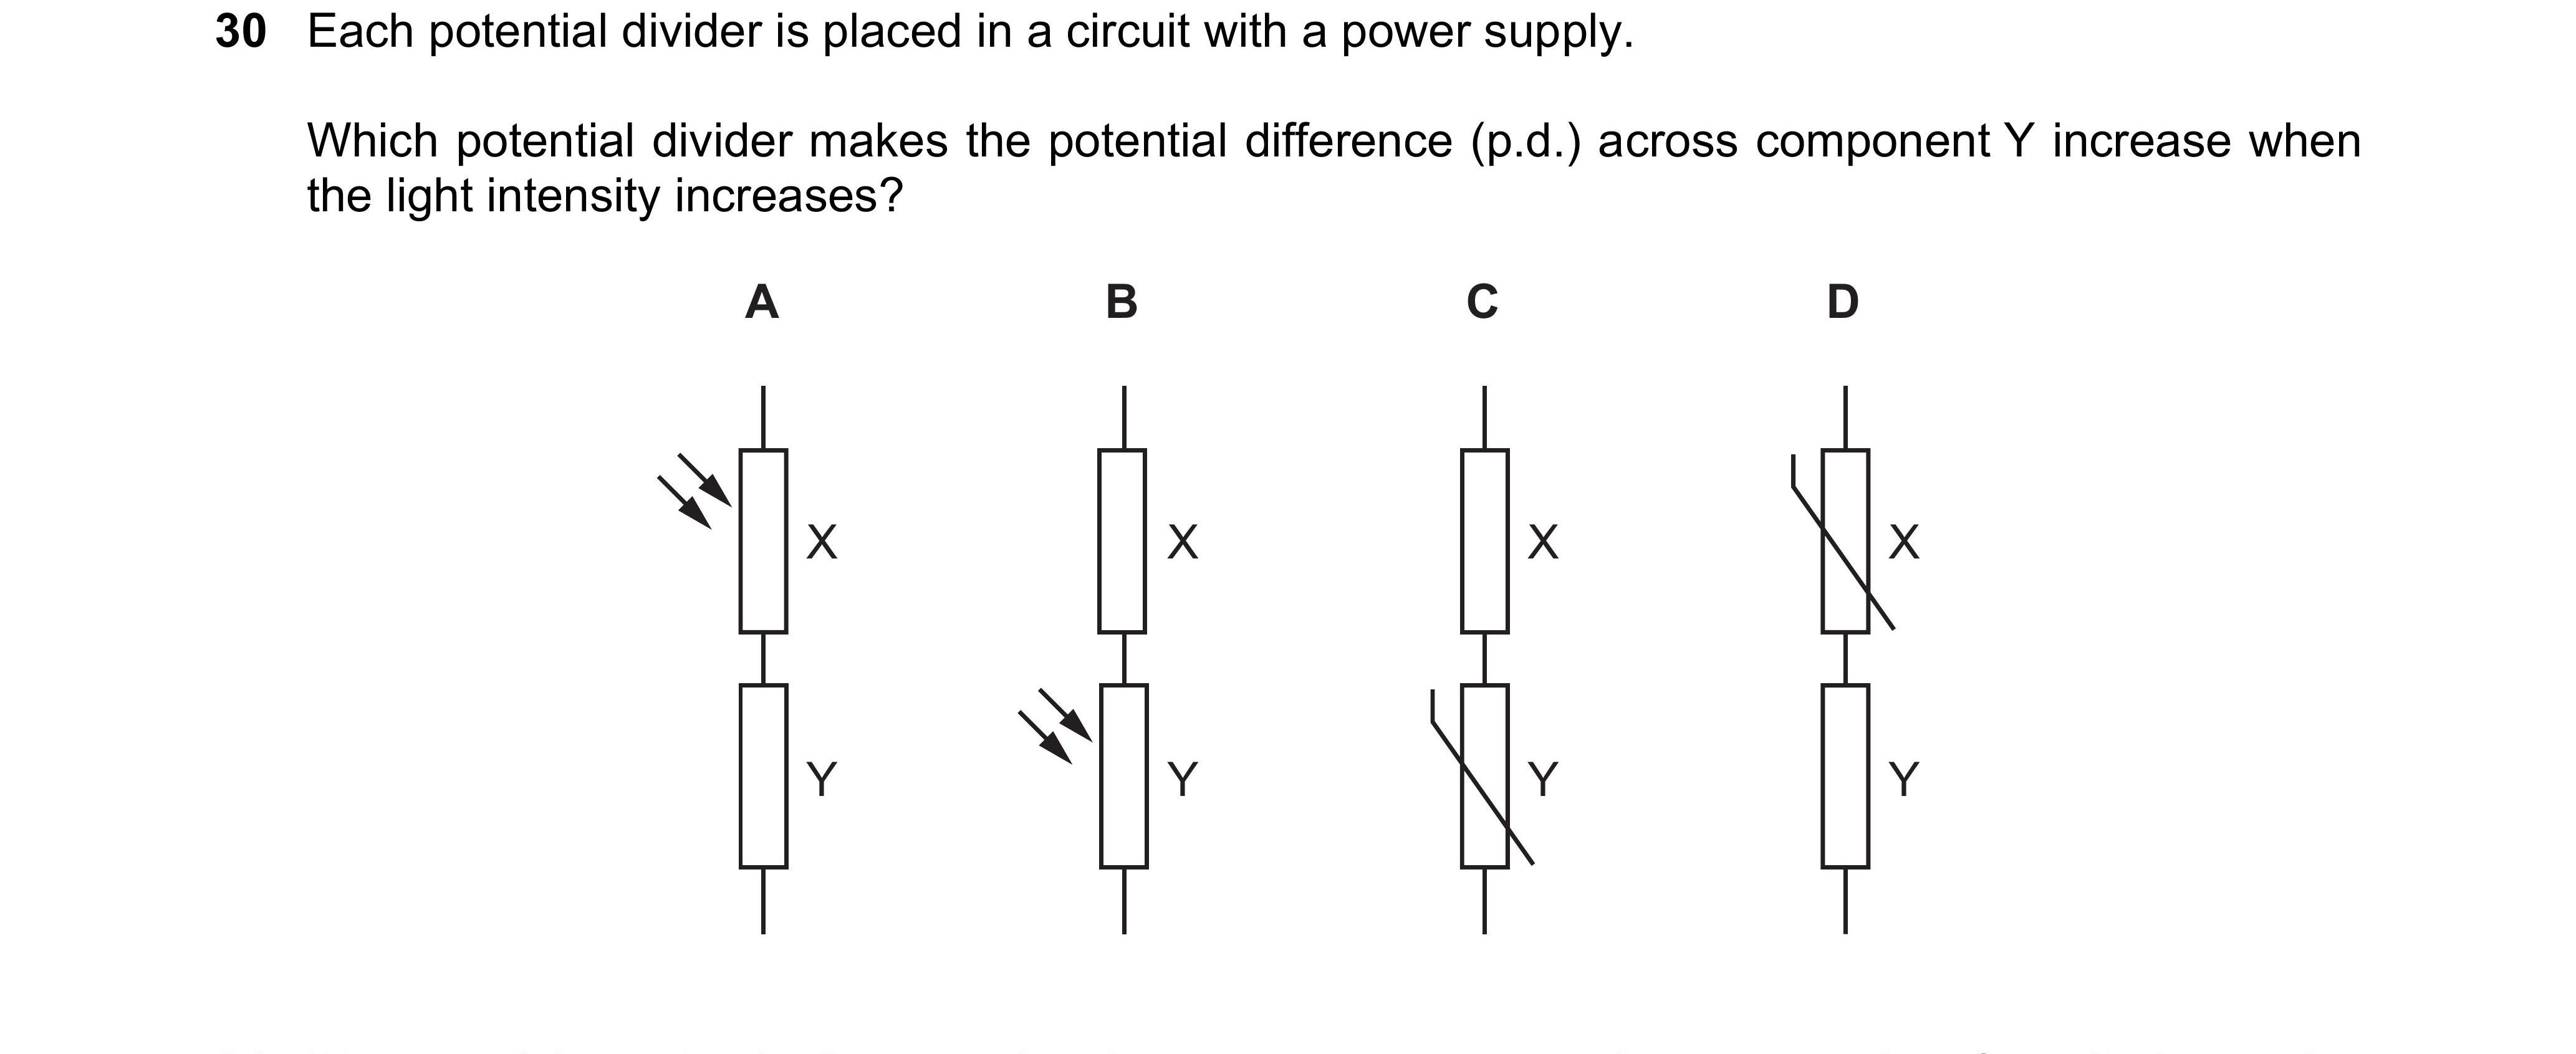 30 Each potential divider is placed in a circuit with a power supply.
Which potential divider makes the potential difference (p.d.) across component Y increase when
the light intensity increases?
A B C D
X X X X
Y Y Y Y